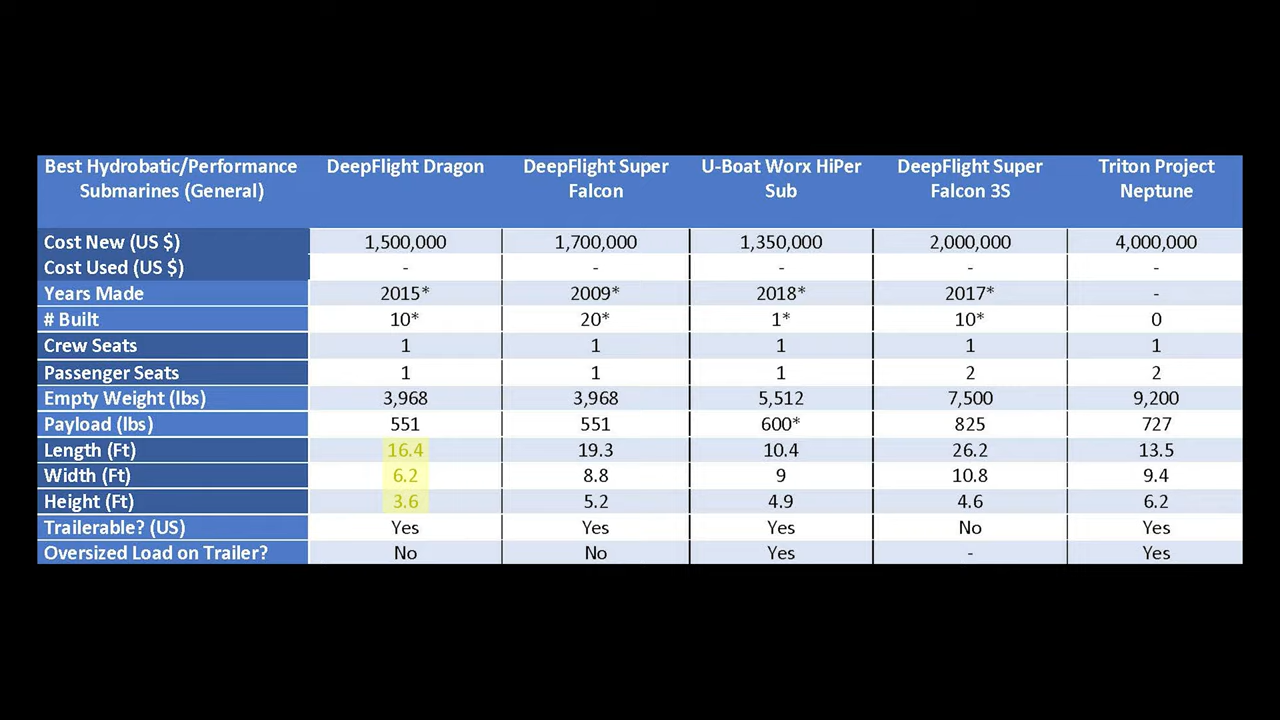 Best Hydrobatic/Performance Submarines (General) DeepFlight Dragon DeepFlight Super Falcon U-Boat Worx HiPer Sub DeepFlight Super Falcon 3S Triton Project Neptune
Cost New (US $) 1,500,000 1,700,000 1,350,000 2,000,000 4,000,000
Cost Used (US $) - - - - -
Years Made 2015* 2009* 2018* 2017* -
# Built 10* 20* 1* 10* 0
Crew Seats 1 1 1 1 1
Passenger Seats 1 1 1 2 2
Empty Weight (lbs) 3,968 3,968 5,512 7,500 9,200
Payload (lbs) 551 551 600* 825 727
Length (Ft) 16.4 19.3 10.4 26.2 13.5
Width (Ft) 6.2 8.8 9 10.8 9.4
Height (Ft) 3.6 5.2 4.9 4.6 6.2
Trailerable? (US) Yes Yes Yes No Yes
Oversized Load on Trailer? No No Yes - Yes